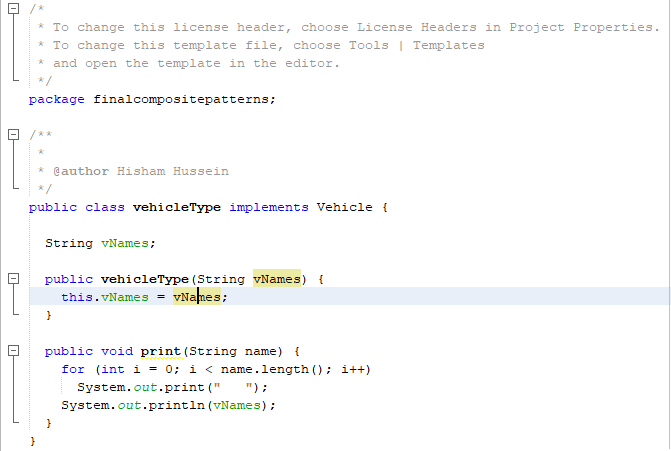 /*
 * To change this license header, choose License Headers in Project Properties.
 * To change this template file, choose Tools | Templates
 * and open the template in the editor.
 */
package finalcompositepatterns;
/**
 *
 * @author Hisham Hussein
 */
public class vehicleType implements Vehicle {
  String vNames;
  public vehicleType(String vNames) {
    this.vNames = vNames;
  }
  public void print(String name) {
    for (int i = 0; i < name.length(); i++)
      System.out.print("   ");
    System.out.println(vNames);
  }
}